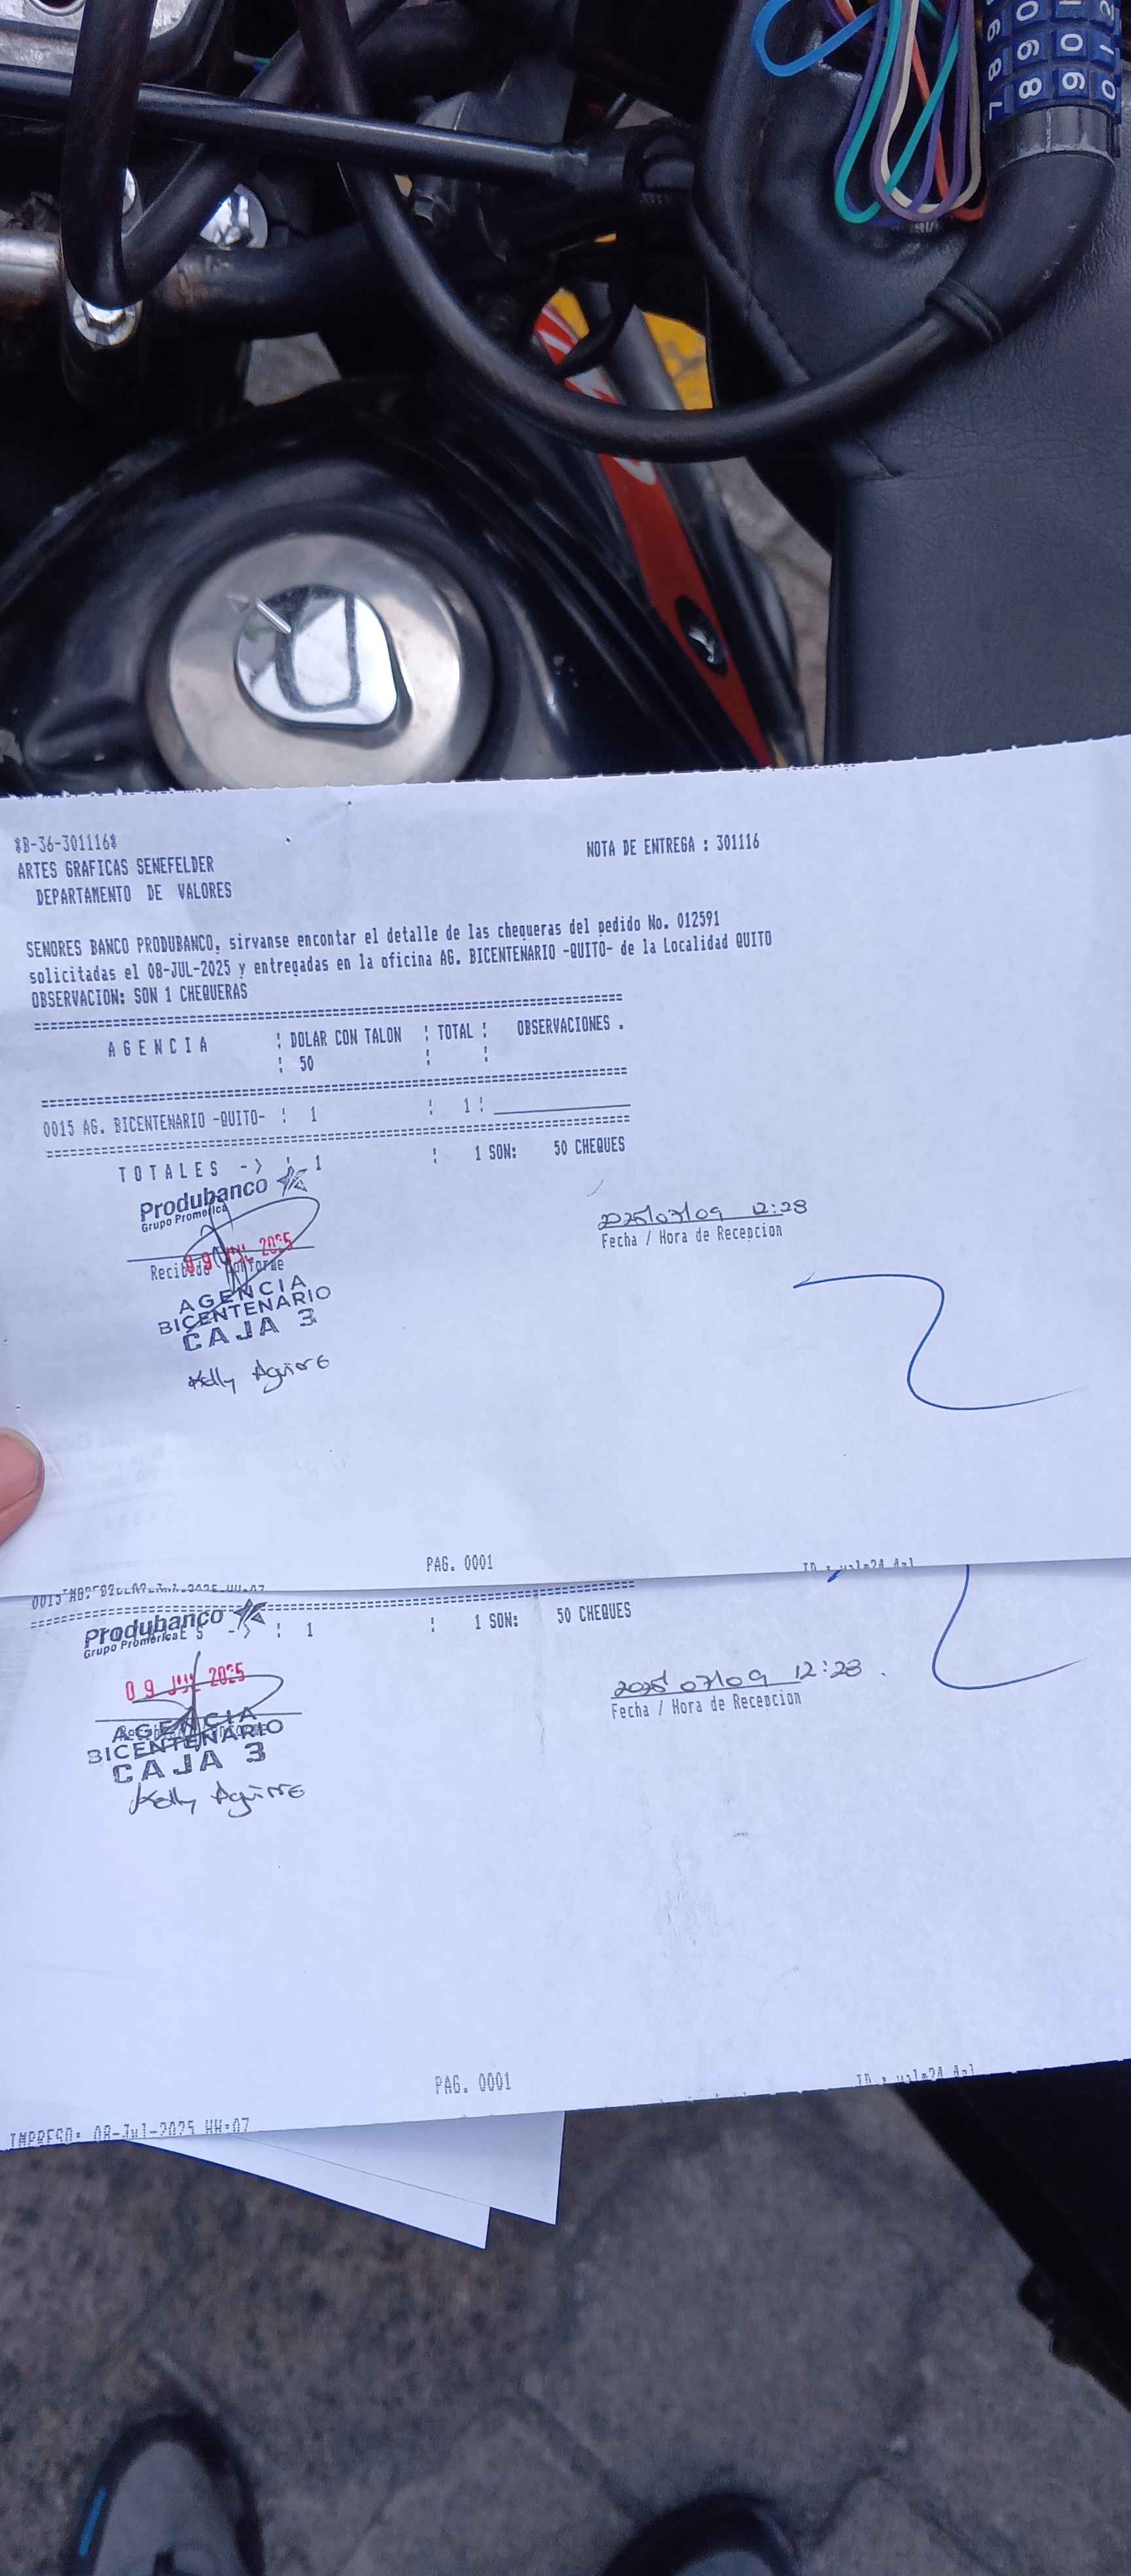 *B-36-301116*
NOTA DE ENTREGA : 301116
ARTES GRAFICAS SENEFELDER
DEPARTAMENTO DE VALORES
SENORES BANCO PRODUBANCO, sirvanse encontar el detalle de las chequeras del pedido No. 012591
solicitadas el 08-JUL-2025 y entregadas en la oficina AG. BICENTENARIO -QUITO- de la Localidad QUITO
OBSERVACION: SON 1 CHEQUERAS
A G E N C I A ¦ DOLAR CON TALON ¦ TOTAL ¦ OBSERVACIONES .
¦ 50 ¦ ¦
0015 AG. BICENTENARIO -QUITO- ¦ 1 ¦ 1 ¦
T O T A L E S -> ¦ 1 ¦ 1 SON: 50 CHEQUES
Produbanco
Grupo Promerica
2025/07/09 12:28
Fecha / Hora de Recepcion
09 JUL 2025
Recibido Conforme
AGENCIA
BICENTENARIO
CAJA 3
Kelly Aguirre
PAG. 0001
¦ 1 ¦ 1 SON: 50 CHEQUES
Produbanco
Grupo Promerica
09 JUL 2025
2025/07/09 12:28 .
Fecha / Hora de Recepcion
AGENCIA
BICENTENARIO
CAJA 3
Kelly Aguirre
PAG. 0001
IMPRESO: 08-Jul-2025 HH:07